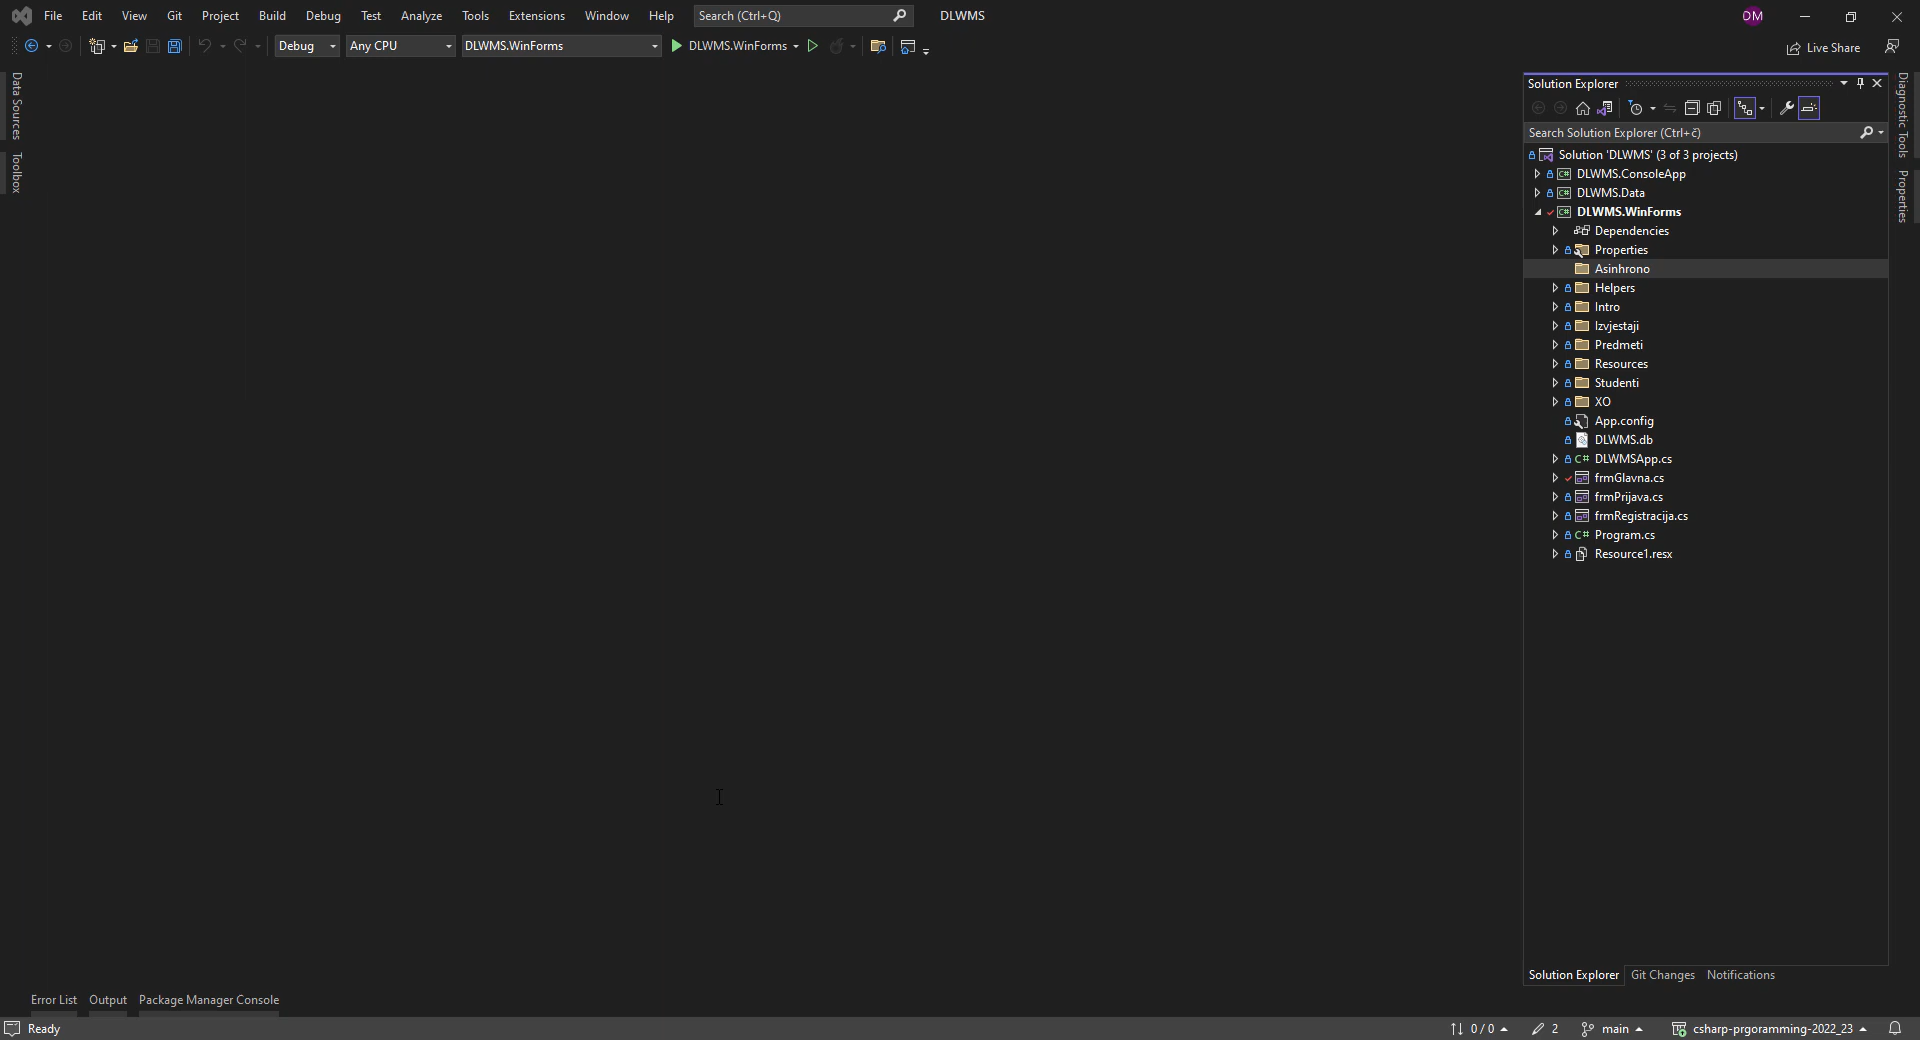 File Edit View Git Project Build Debug Test Analyze Tools Extensions Window Help Search (Ctrl+Q) DLWMS DM
Debug Any CPU DLWMS.WinForms DLWMS.WinForms Live Share
Data Sources
Toolbox
Solution Explorer
Search Solution Explorer (Ctrl+č)
Solution 'DLWMS' (3 of 3 projects)
C# DLWMS.ConsoleApp
C# DLWMS.Data
C# DLWMS.WinForms
Dependencies
Properties
Asinhrono
Helpers
Intro
Izvjestaji
Predmeti
Resources
Studenti
XO
App.config
DLWMS.db
C# DLWMSApp.cs
frmGlavna.cs
frmPrijava.cs
frmRegistracija.cs
C# Program.cs
Resource1.resx
Diagnostic Tools
Properties
Solution Explorer Git Changes Notifications
Error List Output Package Manager Console
Ready 0 / 0 2 main csharp-prgoramming-2022_23